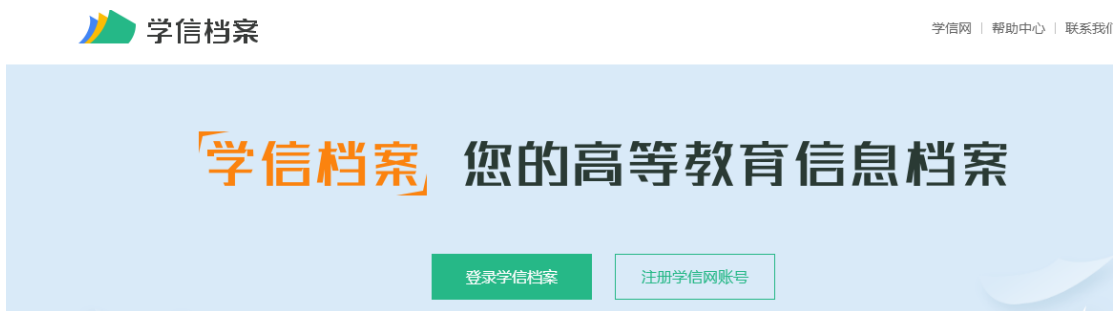 学信档案
学信网 | 帮助中心 | 联系我们
学信档案 您的高等教育信息档案
登录学信档案 注册学信网账号